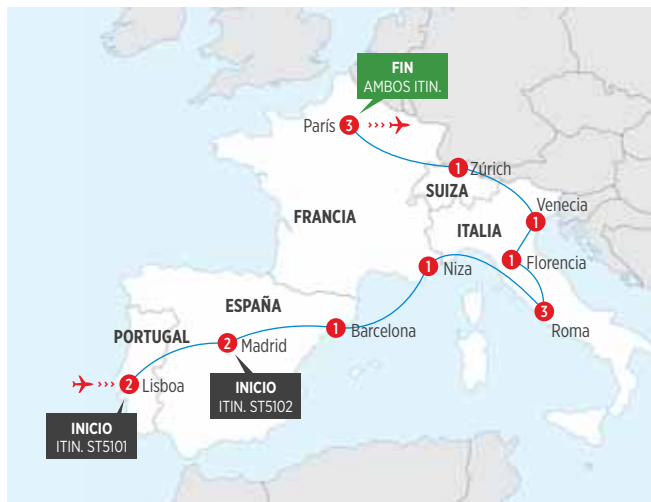 FIN
AMBOS ITIN.
París
3
1
Zúrich
SUIZA
Venecia
1
FRANCIA
ITALIA
1
Florencia
1
Niza
ESPAÑA
3
Roma
PORTUGAL
1
Barcelona
2
Madrid
2
Lisboa
INICIO
ITIN. ST5102
INICIO
ITIN. ST5101